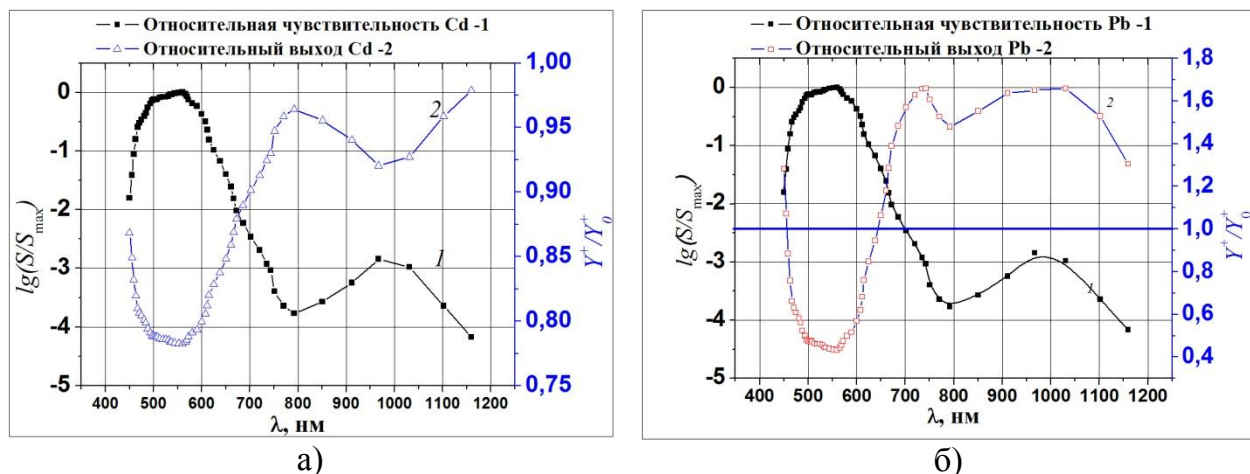 Относительная чувствительность Cd -1
Относительный выход Cd -2
1,00
0,95
0,90
0,85
0,80
0,75
0
-1
-2
-3
-4
-5
lg(S/Smax)
Y+/Y0+
2
1
400 500 600 700 800 900 1000 1100 1200
λ, нм
а)
Относительная чувствительность Pb -1
Относительный выход Pb -2
1,8
1,6
1,4
1,2
1,0
0,8
0,6
0,4
0
-1
-2
-3
-4
-5
lg(S/Smax)
Y+/Y0+
2
1
400 500 600 700 800 900 1000 1100 1200
λ, нм
б)